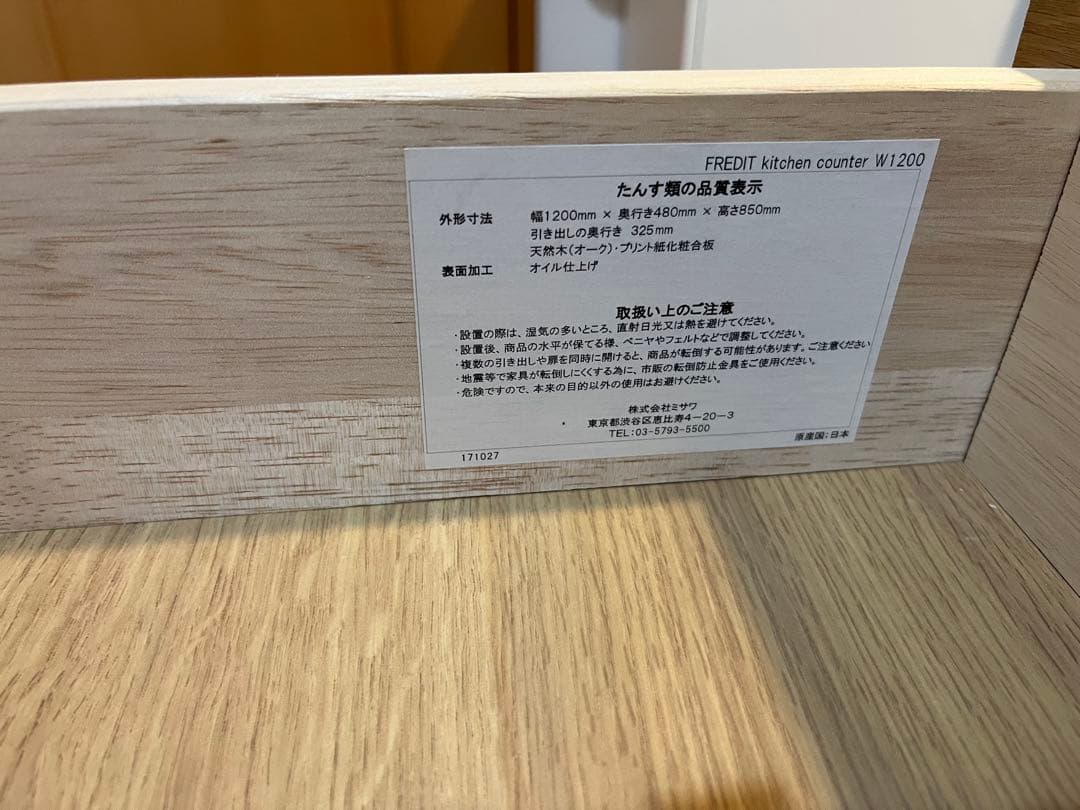 FREDIT kitchen counter W1200
たんす類の品質表示
外形寸法 幅1200mm × 奥行き480mm × 高さ850mm
引き出しの奥行き 325mm
天然木(オーク)・プリント紙化粧合板
表面加工 オイル仕上げ
取扱い上のご注意
・設置の際は、湿気の多いところ、直射日光又は熱を避けてください。
・設置後、商品の水平が保てる様、ベニヤやフェルトなどで調整してください。
・複数の引き出しや扉を同時に開けると、商品が転倒する可能性があります。ご注意ください
・地震等で家具が転倒しにくくする為に、市販の転倒防止金具をご使用ください。
・危険ですので、本来の目的以外の使用はお避けください。
株式会社ミサワ
東京都渋谷区恵比寿4-20-3
TEL:03-5793-5500
原産国:日本
171027